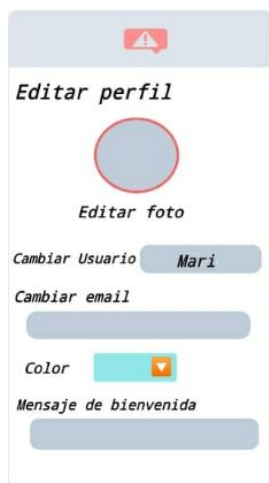 Editar perfil
Editar foto
Cambiar Usuario Mari
Cambiar email
Color
Mensaje de bienvenida